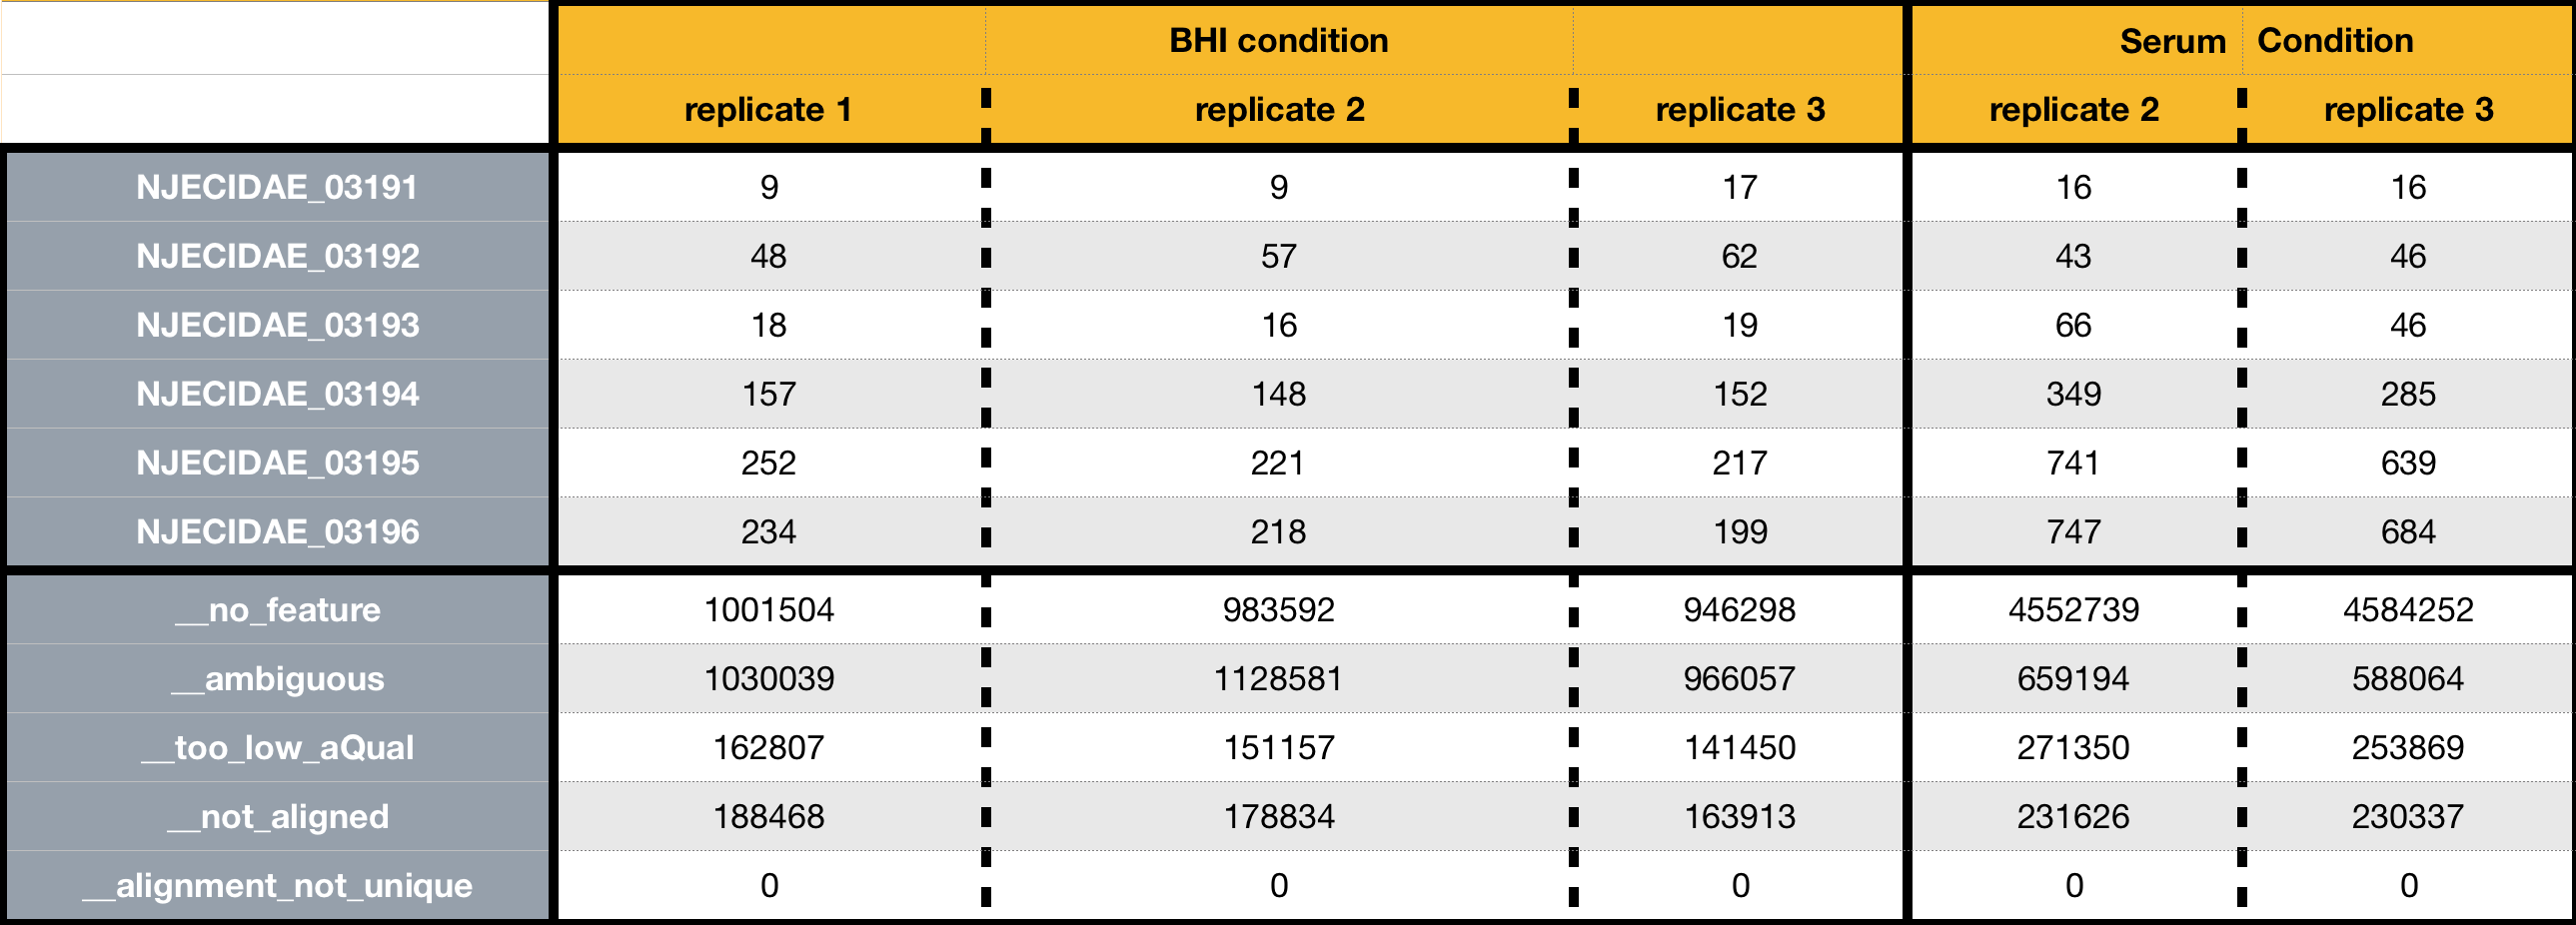 BHI condition Serum Condition
replicate 1 replicate 2 replicate 3 replicate 2 replicate 3
NJECIDAE_03191 9 9 17 16 16
NJECIDAE_03192 48 57 62 43 46
NJECIDAE_03193 18 16 19 66 46
NJECIDAE_03194 157 148 152 349 285
NJECIDAE_03195 252 221 217 741 639
NJECIDAE_03196 234 218 199 747 684
__no_feature 1001504 983592 946298 4552739 4584252
__ambiguous 1030039 1128581 966057 659194 588064
__too_low_aQual 162807 151157 141450 271350 253869
__not_aligned 188468 178834 163913 231626 230337
__alignment_not_unique 0 0 0 0 0